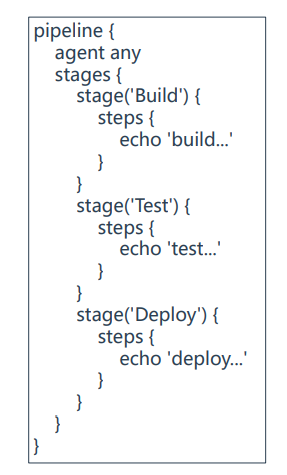 pipeline {
    agent any
    stages {
        stage('Build') {
            steps {
                echo 'build...'
            }
        }
        stage('Test') {
            steps {
                echo 'test...'
            }
        }
        stage('Deploy') {
            steps {
                echo 'deploy...'
            }
        }
    }
}